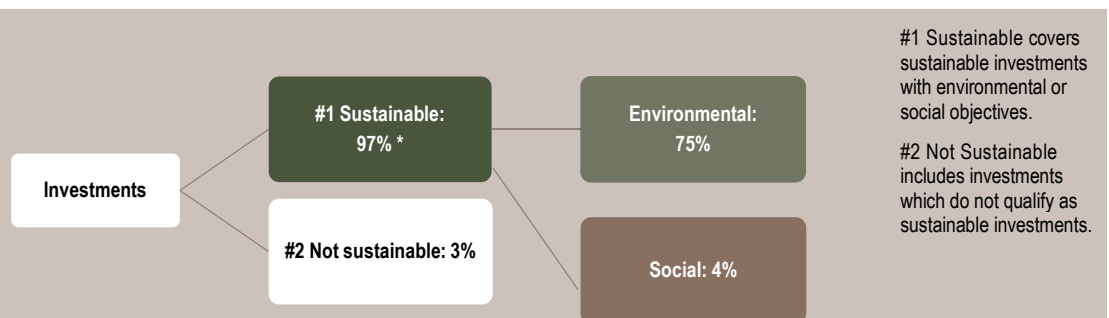 Investments
#1 Sustainable:
97% *
#2 Not sustainable: 3%
Environmental:
75%
Social: 4%
#1 Sustainable covers
sustainable investments
with environmental or
social objectives.
#2 Not Sustainable
includes investments
which do not qualify as
sustainable investments.